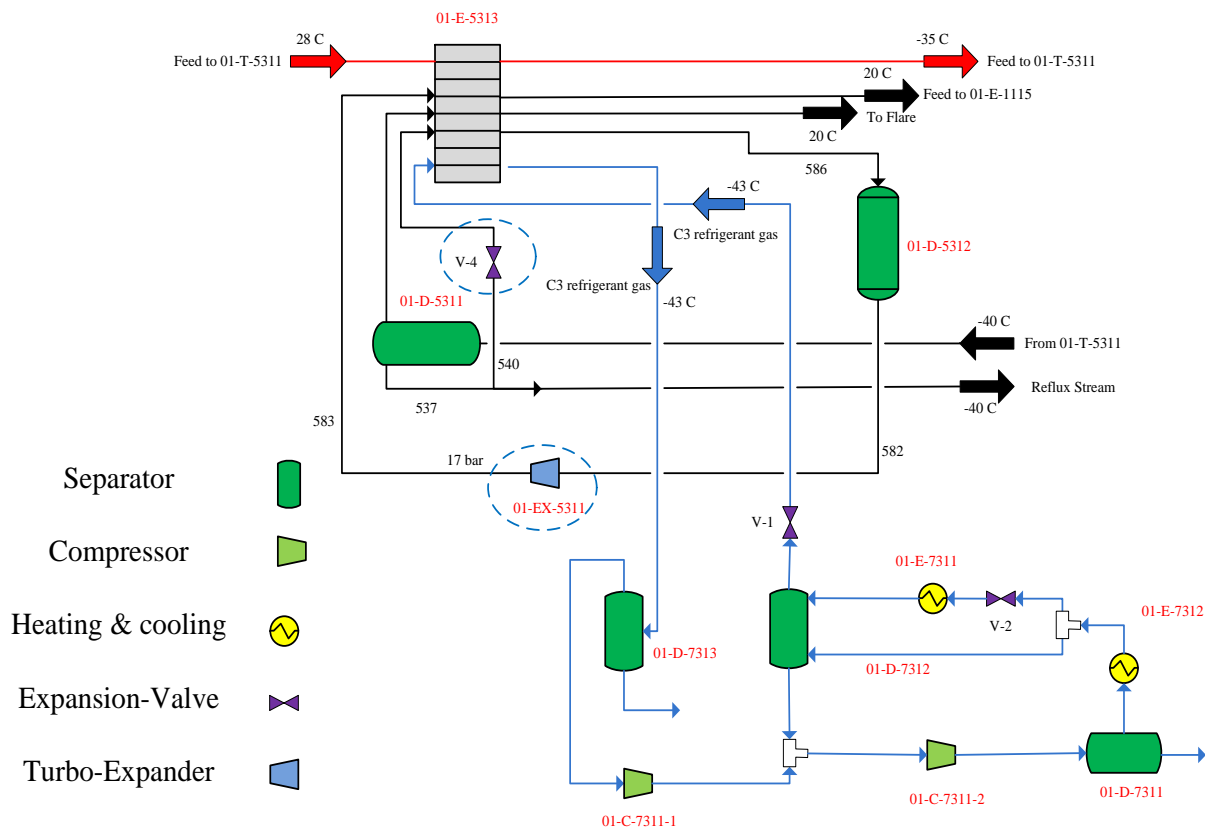 01-E-5313
28 C
-35 C
Feed to 01-T-5311
Feed to 01-T-5311
20 C
Feed to 01-E-1115
To Flare
20 C
586
-43 C
C3 refrigerant gas
01-D-5312
V-4
C3 refrigerant gas
-43 C
01-D-5311
-40 C
From 01-T-5311
540
Reflux Stream
537
-40 C
583
582
17 bar
01-EX-5311
Separator
V-1
Compressor
01-E-7311
01-E-7312
Heating & cooling
V-2
01-D-7313
01-D-7312
Expansion-Valve
Turbo-Expander
01-C-7311-2
01-D-7311
01-C-7311-1